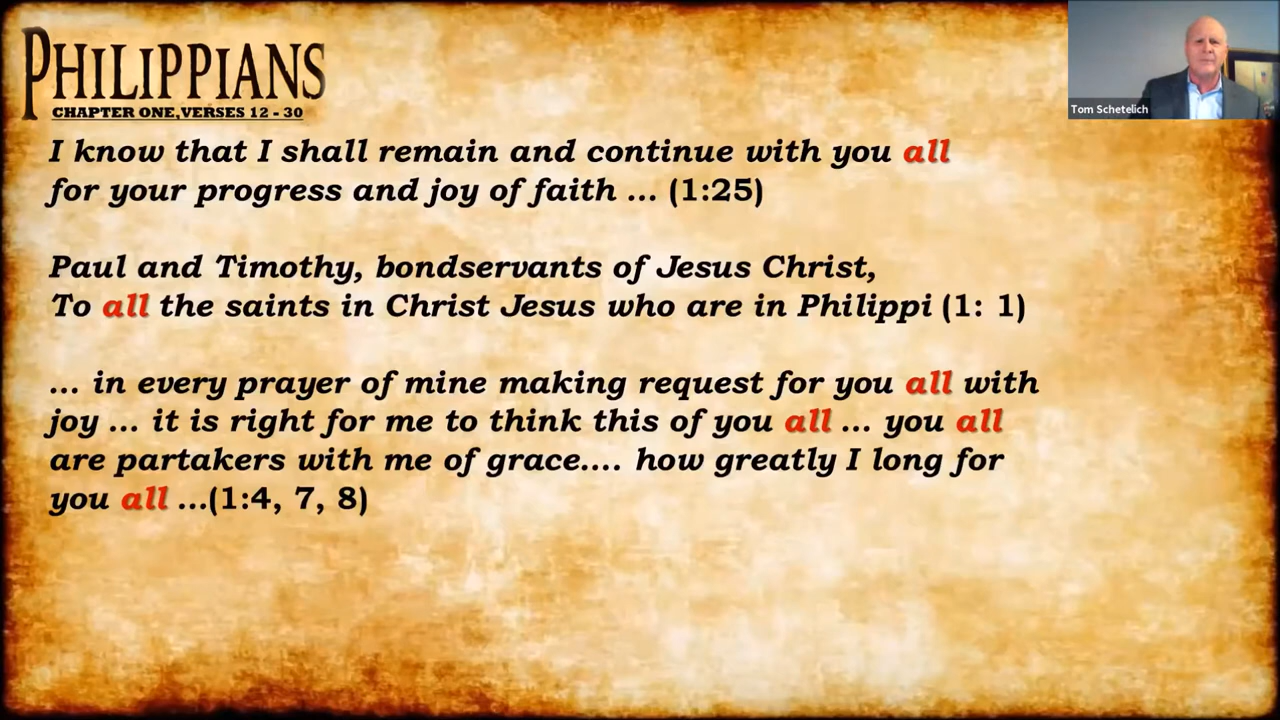 PHILIPPIANS
CHAPTER ONE, VERSES 12 - 30
I know that I shall remain and continue with you all
for your progress and joy of faith ... (1:25)
Paul and Timothy, bondservants of Jesus Christ,
To all the saints in Christ Jesus who are in Philippi (1: 1)
... in every prayer of mine making request for you all with
joy ... it is right for me to think this of you all ... you all
are partakers with me of grace.... how greatly I long for
you all ...(1:4, 7, 8)
Tom Schetelich